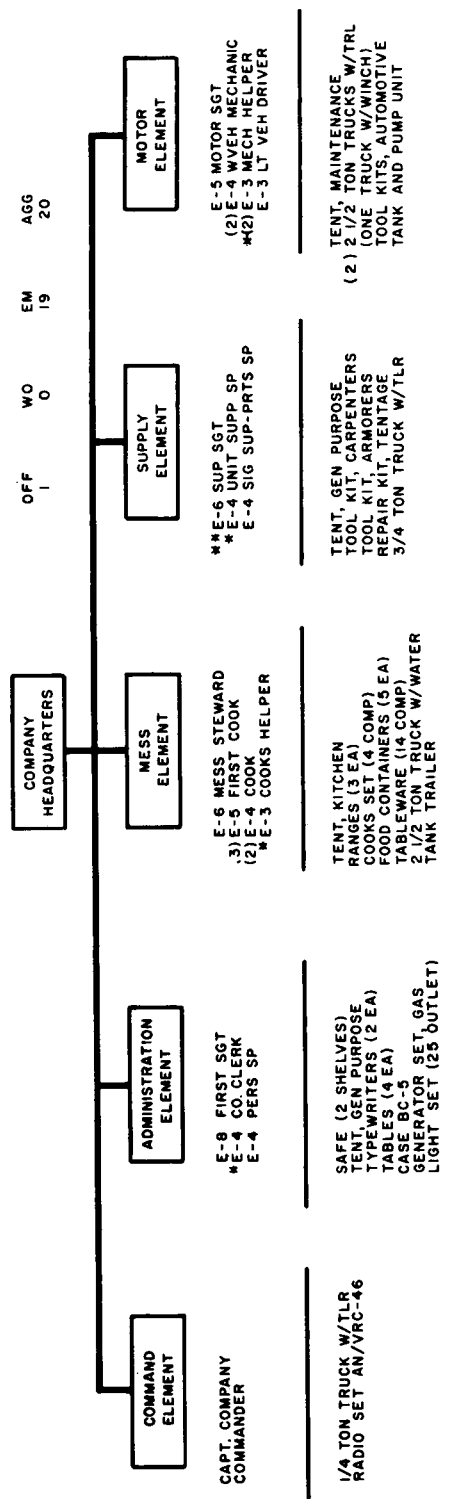 OFF WO EM AGG
1 0 19 20
COMPANY
HEADQUARTERS
COMMAND
ELEMENT
CAPT. COMPANY
COMMANDER
1/4 TON TRUCK W/TLR
RADIO SET AN/VRC-46
ADMINISTRATION
ELEMENT
E-8 FIRST SGT
*E-4 CO. CLERK
E-4 PERS SP
SAFE (2 SHELVES)
TENT, GEN PURPOSE
TYPEWRITERS (2 EA)
TABLES (4 EA)
CASE BC-5
GENERATOR SET, GAS
LIGHT SET (25 OUTLET)
MESS
ELEMENT
E-6 MESS STEWARD
.3) E-5 FIRST COOK
(2) E-4 COOK
*E-3 COOKS HELPER
TENT, KITCHEN
RANGES (3 EA)
COOKS SET (4 COMP)
FOOD CONTAINERS (5 EA)
TABLEWARE (14 COMP)
2 1/2 TON TRUCK W/WATER
TANK TRAILER
SUPPLY
ELEMENT
**E-6 SUP SGT
*E-4 UNIT SUPP SP
E-4 SIG SUP-PRTS SP
TENT, GEN PURPOSE
TOOL KIT, CARPENTERS
TOOL KIT, ARMORERS
REPAIR KIT, TENTAGE
3/4 TON TRUCK W/TLR
MOTOR
ELEMENT
E-5 MOTOR SGT
(2) E-4 WVEH MECHANIC
*(2) E-3 MECH HELPER
E-3 LT VEH DRIVER
TENT, MAINTENANCE
(2) 2 1/2 TON TRUCKS W/TRL
(ONE TRUCK W/WINCH)
TOOL KITS, AUTOMOTIVE
TANK AND PUMP UNIT